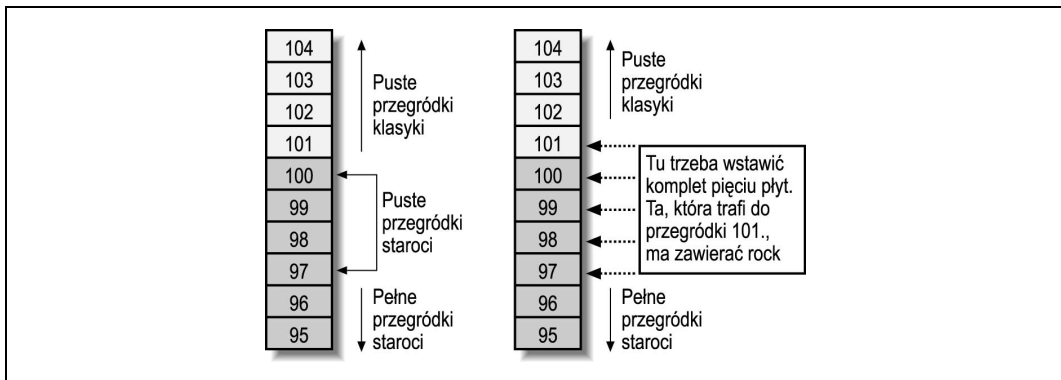 104
103
102
101
100
99
98
97
96
95
Puste
przegródki
klasyki
Puste
przegródki
staroci
Pełne
przegródki
staroci
104
103
102
101
100
99
98
97
96
95
Puste
przegródki
klasyki
Tu trzeba wstawić
komplet pięciu płyt.
Ta, która trafi do
przegródki 101.,
ma zawierać rock
Pełne
przegródki
staroci